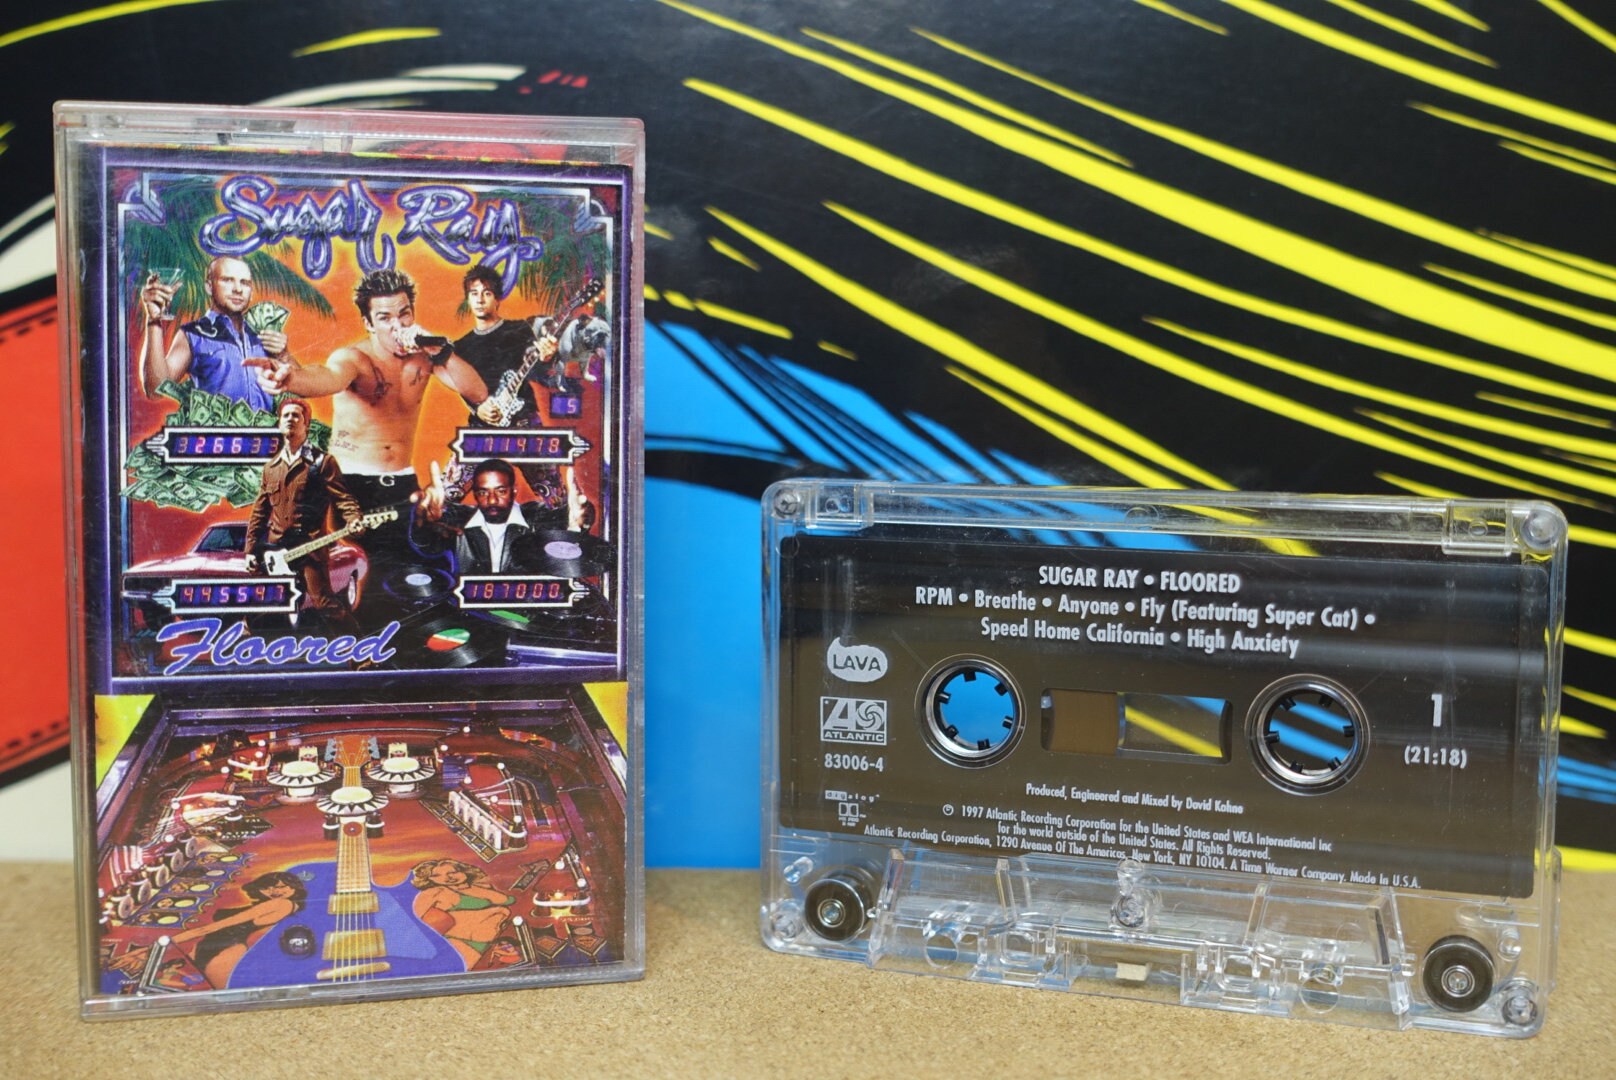 Sugar Ray
326633
71478
445547
187000
Floored
SUGAR RAY • FLOORED
RPM • Breathe • Anyone • Fly (Featuring Super Cat) •
Speed Home California • High Anxiety
LAVA
ATLANTIC
83006-4
1
(21:18)
Produced, Engineered and Mixed by David Kahne
℗ 1997 Atlantic Recording Corporation for the United States and WEA International Inc
for the world outside of the United States. All Rights Reserved.
Atlantic Recording Corporation, 1290 Avenue Of The Americas, New York, NY 10104. A Time Warner Company. Made In U.S.A.